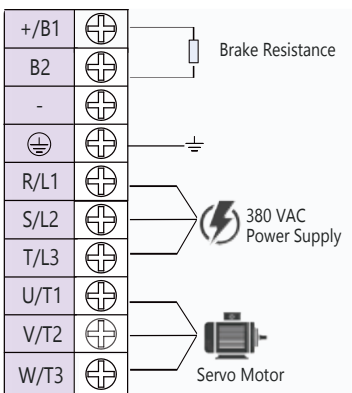 +/B1
B2
-
R/L1
S/L2
T/L3
U/T1
V/T2
W/T3
Brake Resistance
380 VAC
Power Supply
Servo Motor